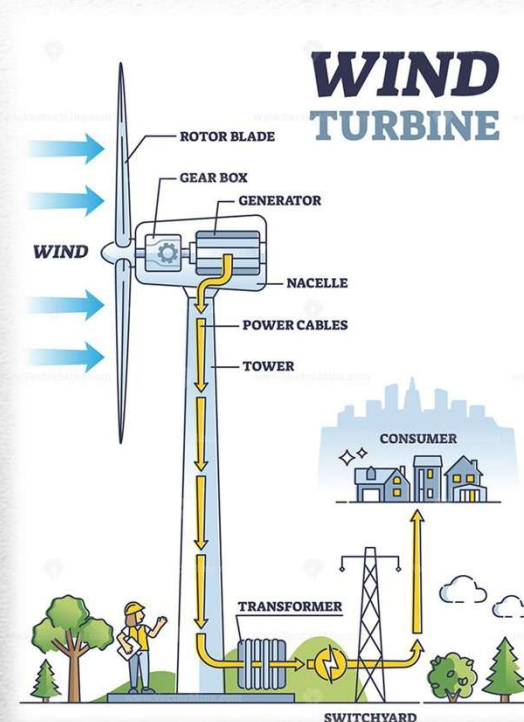 WIND
TURBINE
ROTOR BLADE
GEAR BOX
GENERATOR
WIND
NACELLE
POWER CABLES
TOWER
CONSUMER
TRANSFORMER
SWITCHYARD